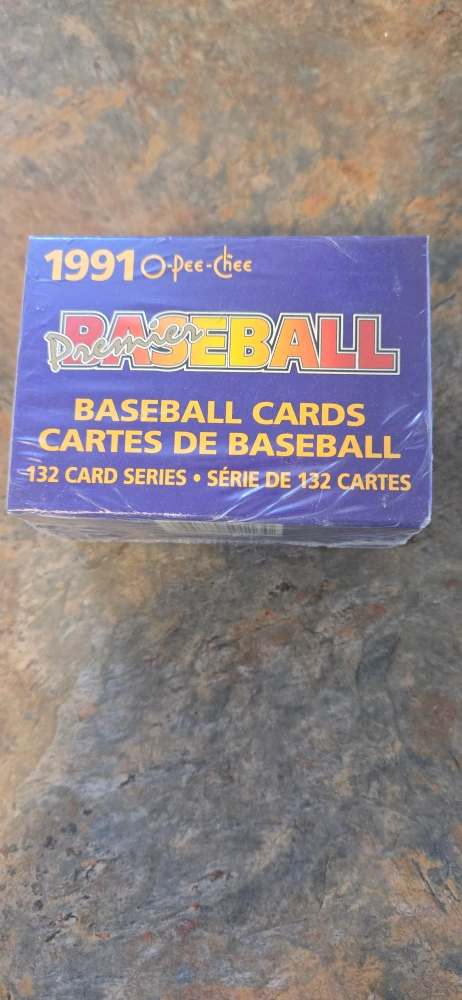 1991 O-Pee-Chee
Premier BASEBALL
BASEBALL CARDS
CARTES DE BASEBALL
132 CARD SERIES • SÉRIE DE 132 CARTES